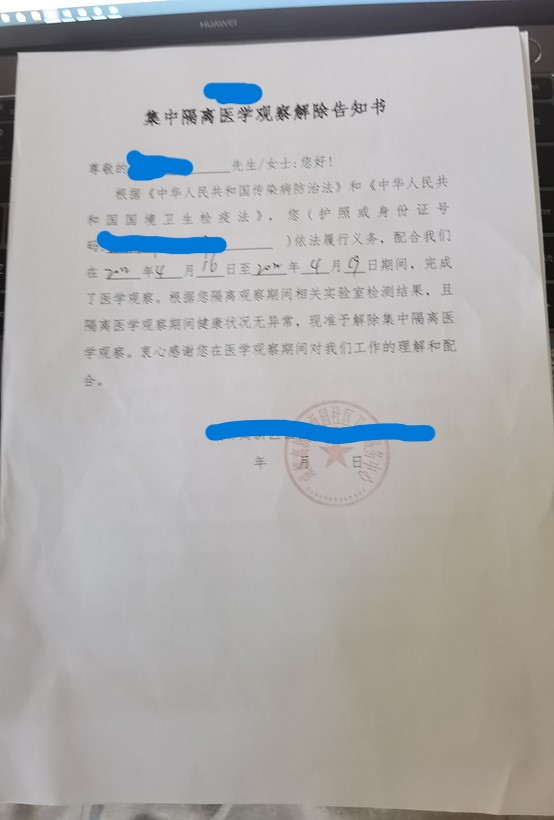 HUAWEI
集中隔离医学观察解除告知书
尊敬的 先生/女士:您好!
根据《中华人民共和国传染病防治法》和《中华人民共
和国国境卫生检疫法》，您(护照或身份证号
码: )依法履行义务，配合我们
在2022年4月16日至2022年4月19日期间，完成
了医学观察。根据您隔离观察期间相关实验室检测结果，且
隔离医学观察期间健康状况无异常，现准予解除集中隔离医
学观察。衷心感谢您在医学观察期间对我们工作的理解和配
合。
年 月 日